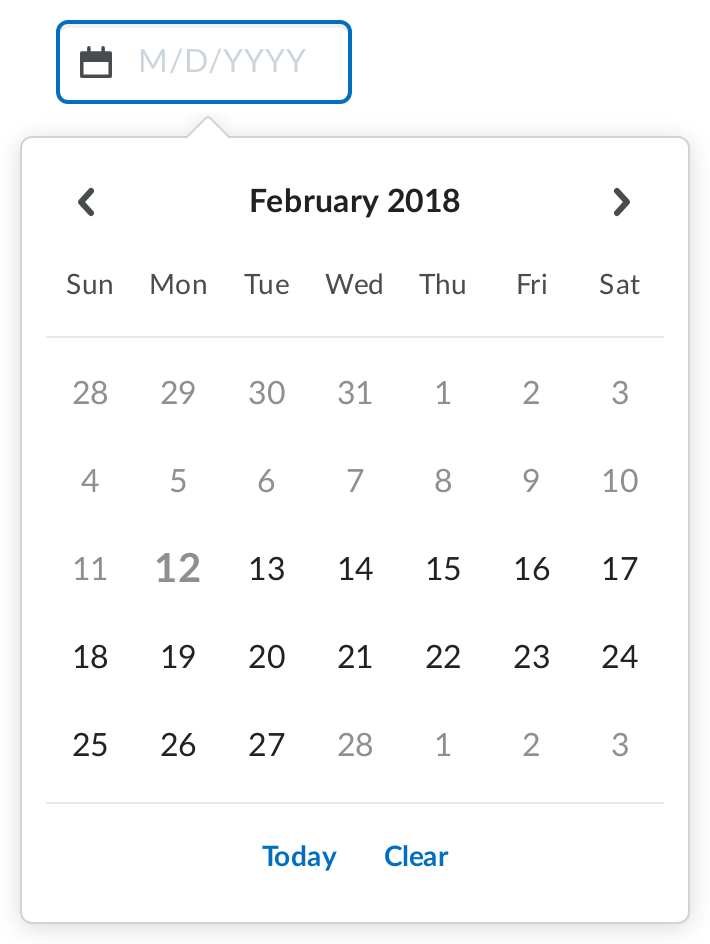 M/D/YYYY
February 2018
Sun Mon Tue Wed Thu Fri Sat
28 29 30 31 1 2 3
4 5 6 7 8 9 10
11 12 13 14 15 16 17
18 19 20 21 22 23 24
25 26 27 28 1 2 3
Today Clear